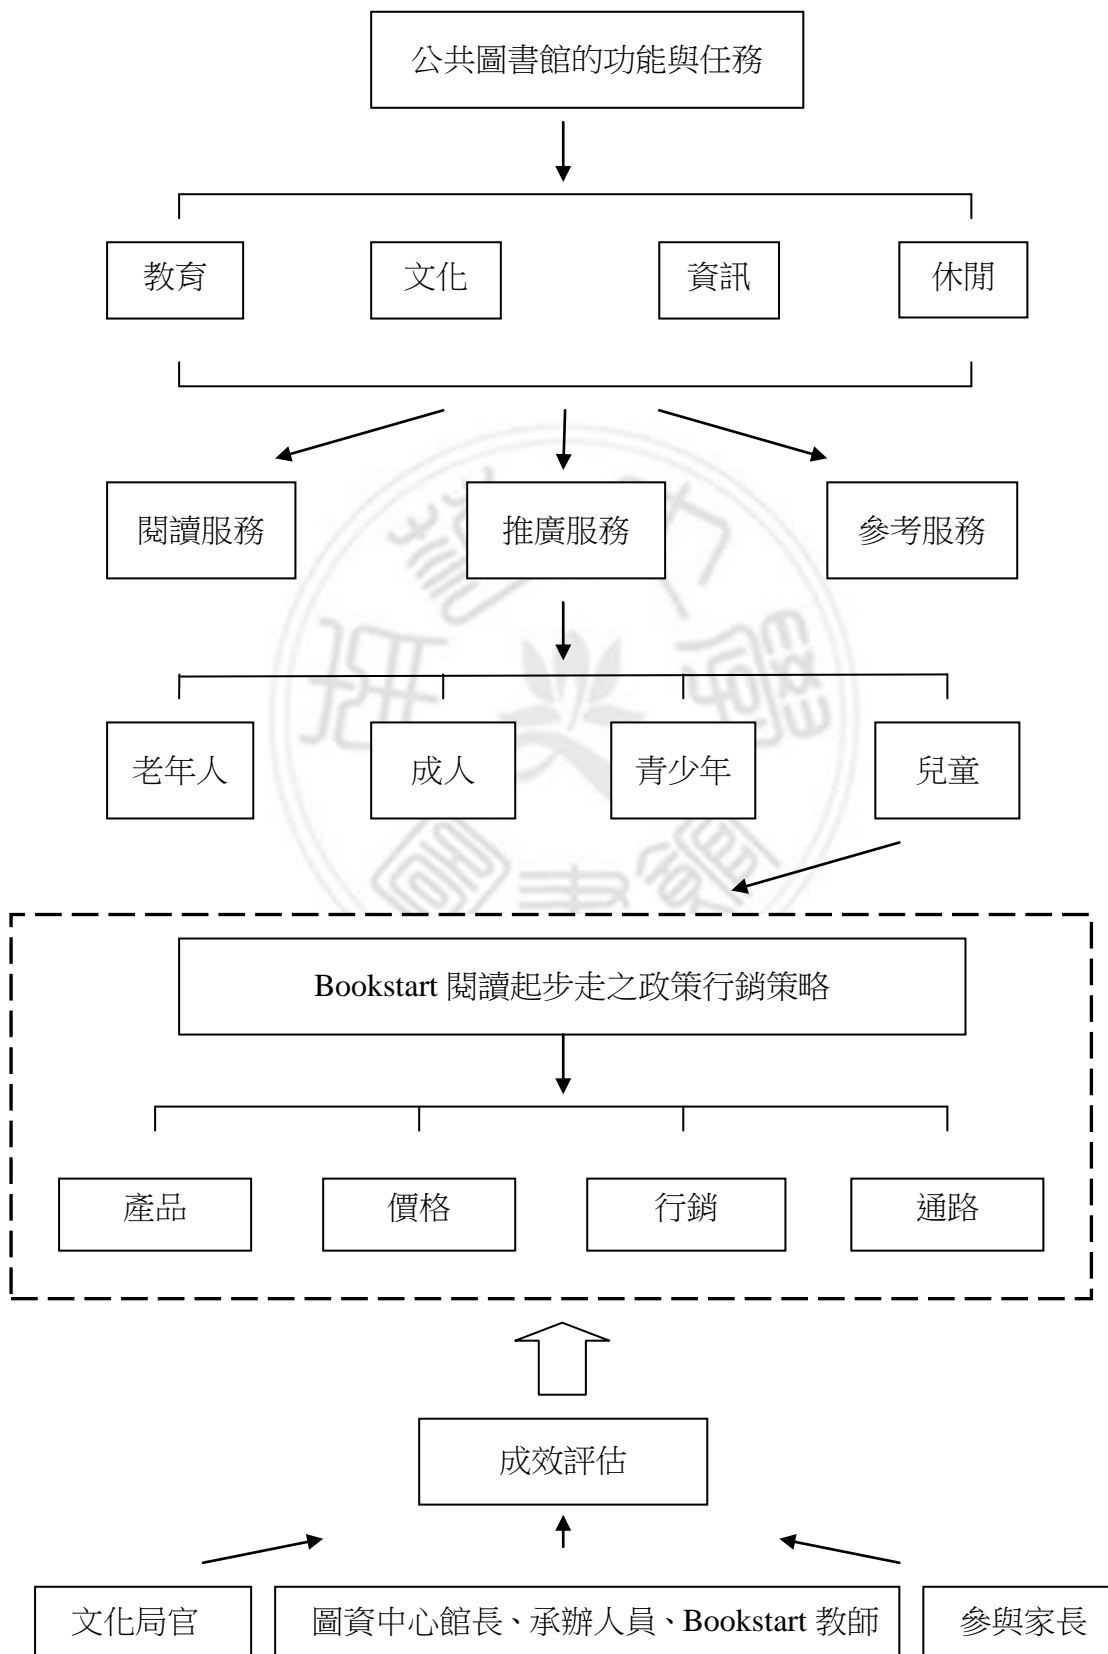 公共圖書館的功能與任務
教育 文化 資訊 休閒
閱讀服務 推廣服務 參考服務
老年人 成人 青少年 兒童
Bookstart 閱讀起步走之政策行銷策略
產品 價格 行銷 通路
成效評估
文化局官 圖資中心館長、承辦人員、Bookstart 教師 參與家長